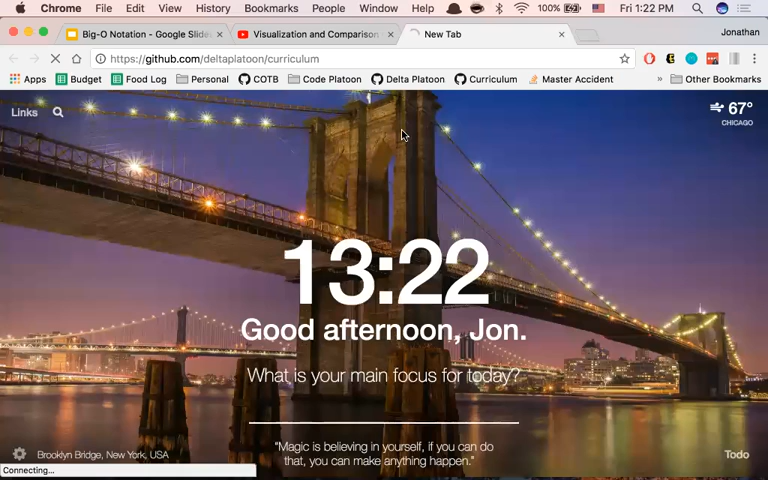 Chrome File Edit View History Bookmarks People Window Help 100% Fri 1:22 PM
Big-O Notation - Google Slide
Visualization and Comparison
New Tab
Jonathan
https://github.com/deltaplatoon/curriculum
Apps Budget Food Log Personal COTB Code Platoon Delta Platoon Curriculum Master Accident » Other Bookmarks
Links
67°
CHICAGO
13:22
Good afternoon, Jon.
What is your main focus for today?
"Magic is believing in yourself, if you can do
that, you can make anything happen."
Brooklyn Bridge, New York, USA
Todo
Connecting...